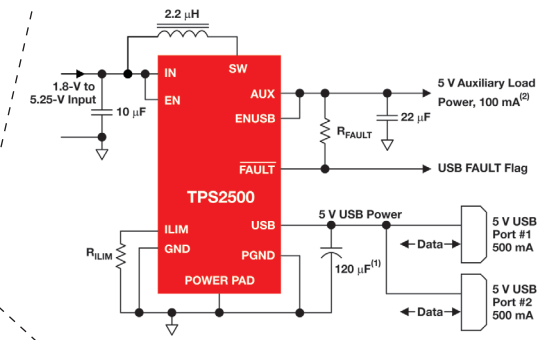 2.2 μH
IN
SW
1.8-V to
5.25-V Input
EN
10 μF
AUX
5 V Auxiliary Load
Power, 100 mA(2)
ENUSB
22 μF
RFAULT
FAULT
USB FAULT Flag
TPS2500
ILIM
USB
5 V USB Power
5 V USB
Port #1
500 mA
Data
RILIM
GND
PGND
120 μF(1)
POWER PAD
5 V USB
Port #2
500 mA
Data